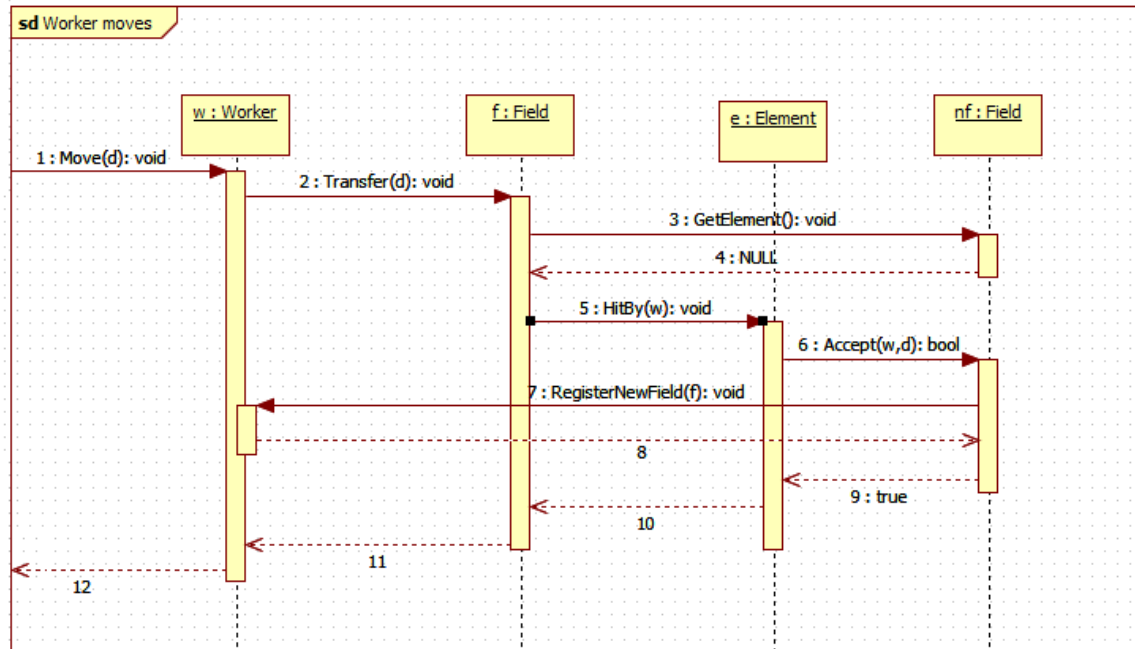 sd Worker moves
w : Worker
f : Field
e : Element
nf : Field
1 : Move(d): void
2 : Transfer(d): void
3 : GetElement(): void
4 : NULL
5 : HitBy(w): void
6 : Accept(w,d): bool
7 : RegisterNewField(f): void
8
9 : true
10
11
12